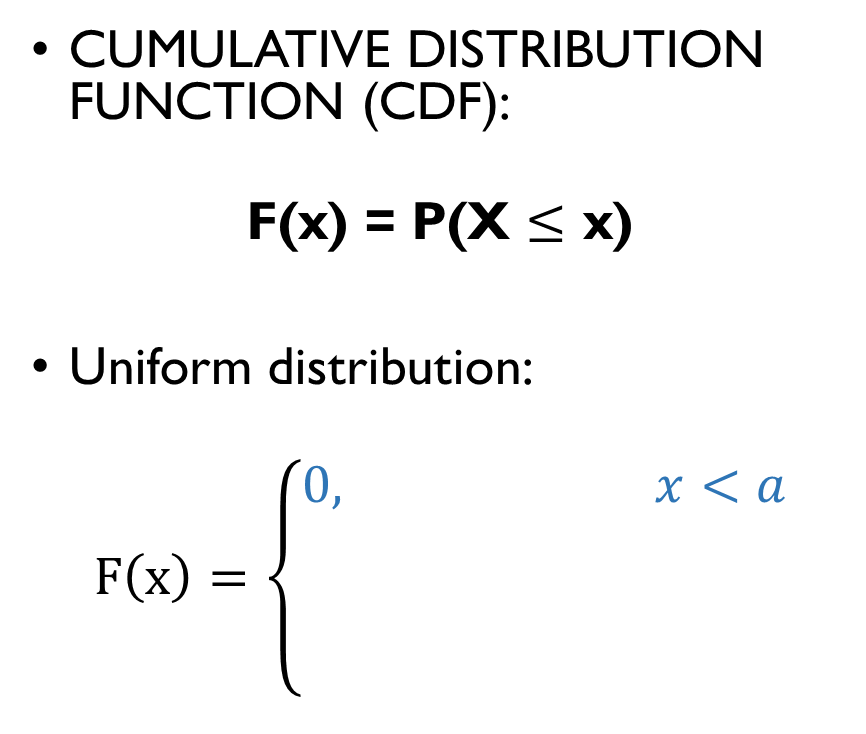 • CUMULATIVE DISTRIBUTION
FUNCTION (CDF):
F(x) = P(X ≤ x)
• Uniform distribution:
0, x < a
F(x) = {